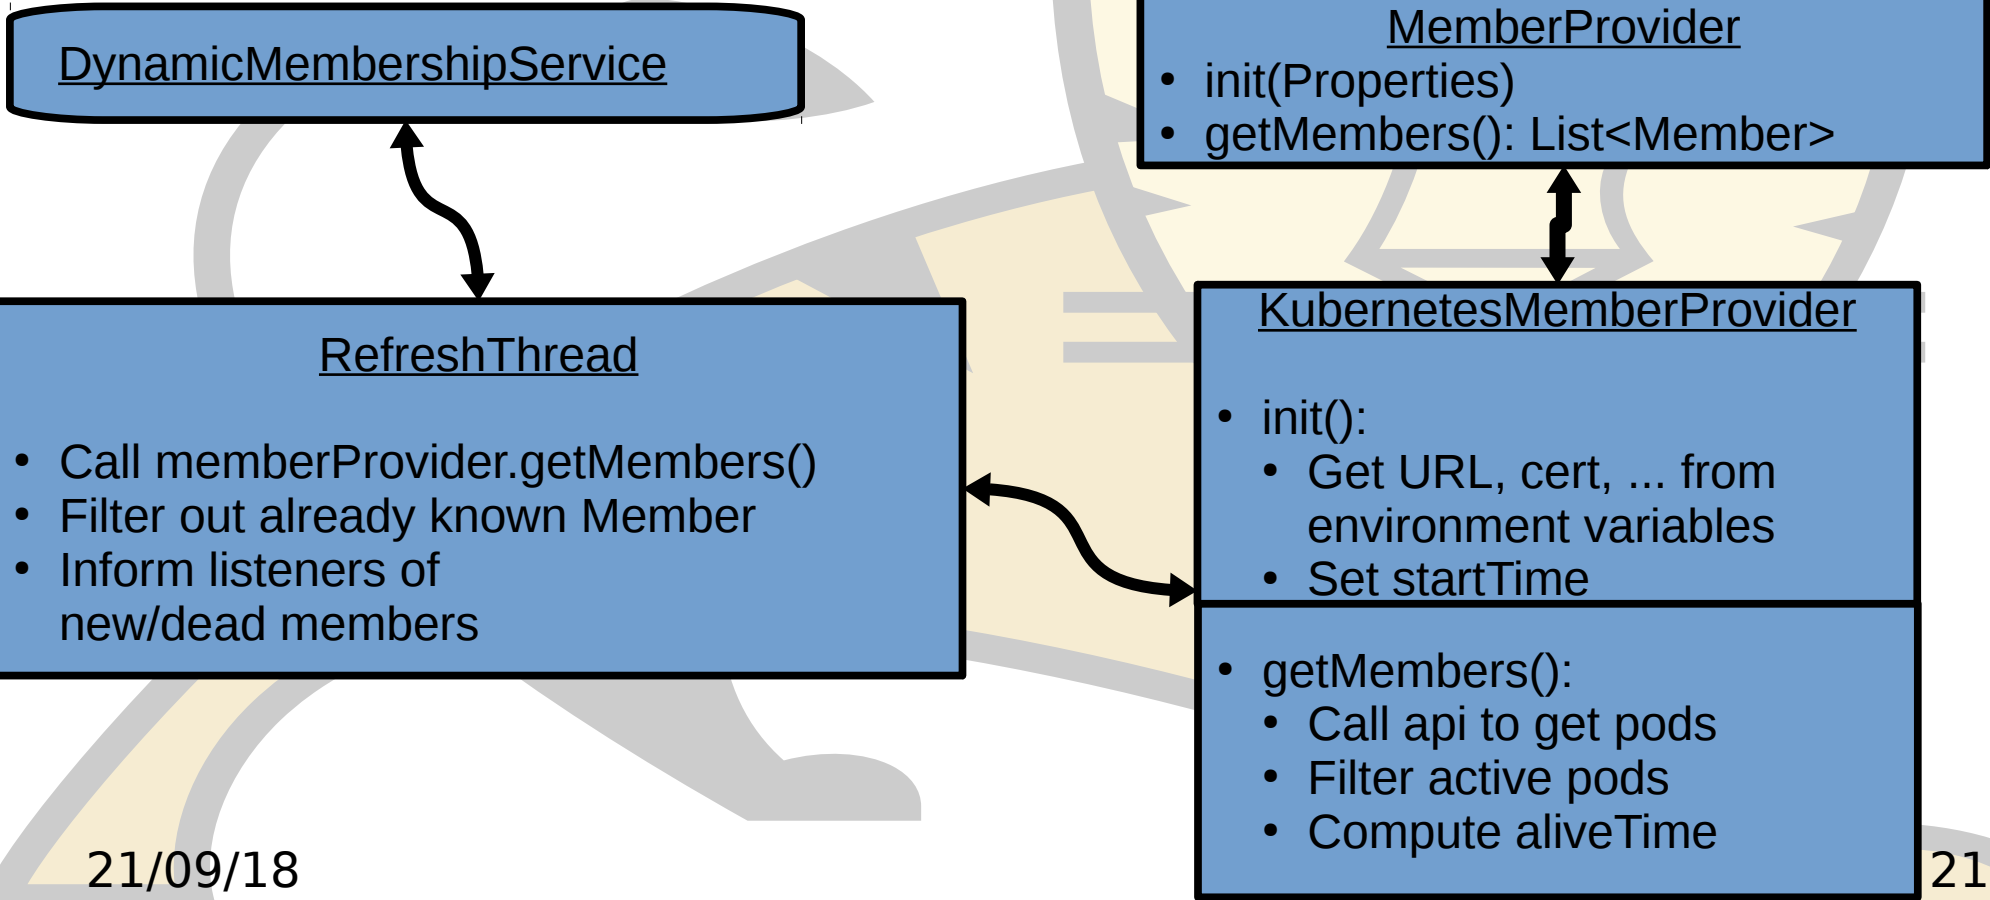 DynamicMembershipService
MemberProvider
• init(Properties)
• getMembers(): List<Member>
RefreshThread
• Call memberProvider.getMembers()
• Filter out already known Member
• Inform listeners of
new/dead members
KubernetesMemberProvider
• init():
• Get URL, cert, ... from
environment variables
• Set startTime
• getMembers():
• Call api to get pods
• Filter active pods
• Compute aliveTime
21/09/18
21